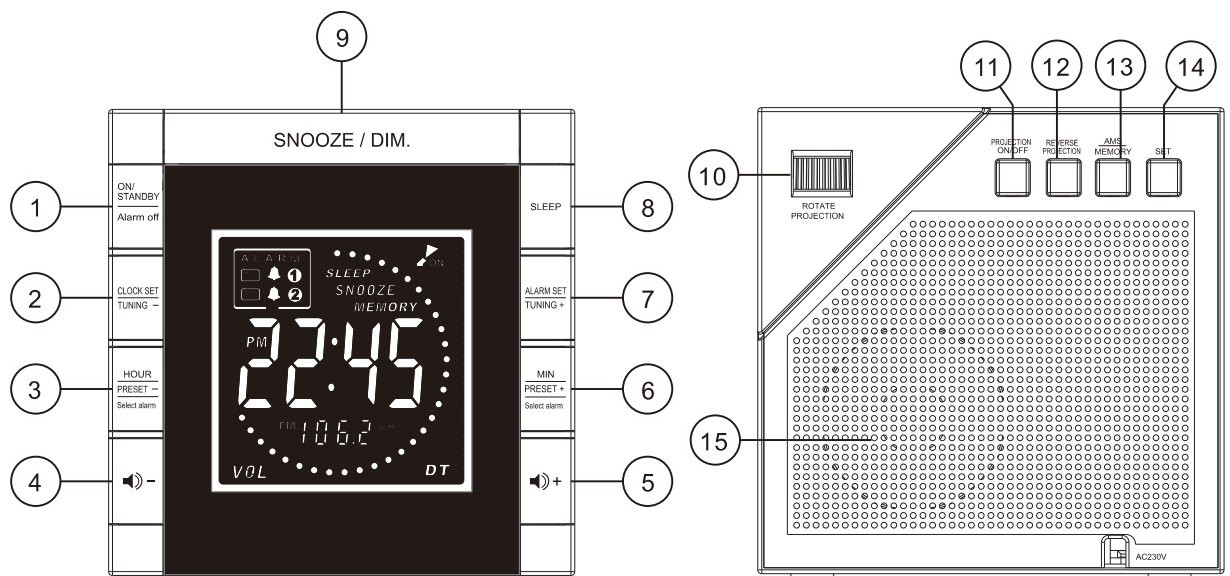 9
SNOOZE / DIM.
1
ON/
STANDBY
Alarm off
2
CLOCK SET
TUNING −
3
HOUR
PRESET −
Select alarm
4
−
ALARM
1
2
SLEEP
SNOOZE
MEMORY
ON
PM
22:45
FM 106.2
VOL
DT
SLEEP
8
ALARM SET
TUNING +
7
MIN
PRESET +
Select alarm
6
+
5
10
ROTATE
PROJECTION
11
12
13
14
PROJECTION
ON/OFF
REVERSE
PROJECTION
AMS
MEMORY
SET
15
AC230V